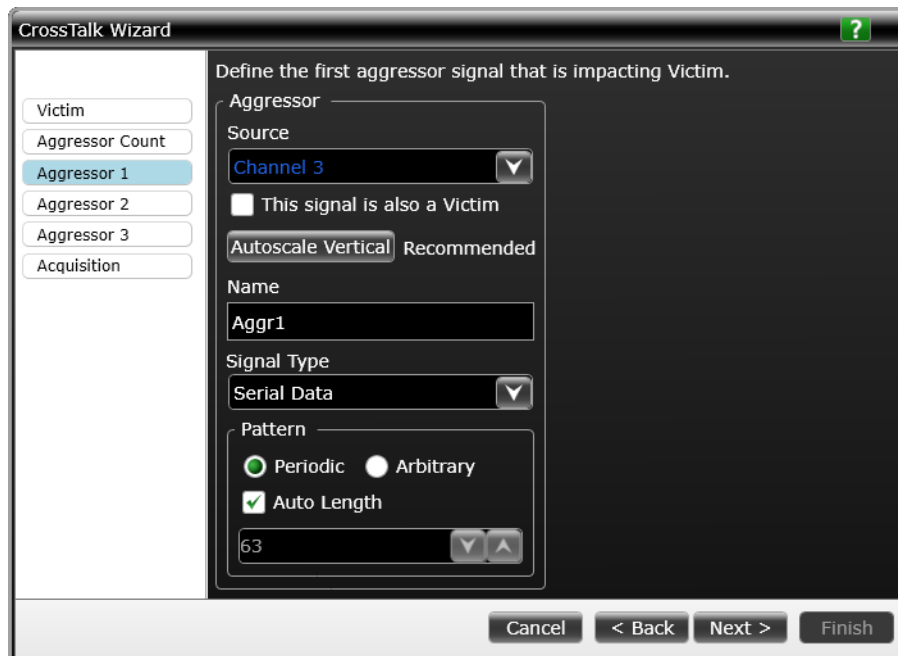 CrossTalk Wizard
?
Victim
Aggressor Count
Aggressor 1
Aggressor 2
Aggressor 3
Acquisition
Define the first aggressor signal that is impacting Victim.
Aggressor
Source
Channel 3
This signal is also a Victim
Autoscale Vertical Recommended
Name
Aggr1
Signal Type
Serial Data
Pattern
Periodic Arbitrary
Auto Length
63
Cancel < Back Next > Finish